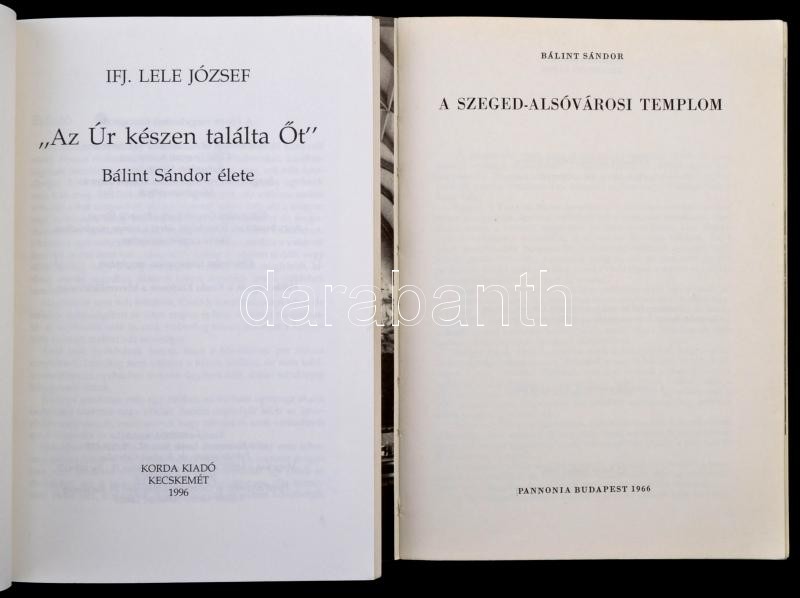 IFJ. LELE JÓZSEF
„Az Úr készen találta Őt”
Bálint Sándor élete
KORDA KIADÓ
KECSKEMÉT
1996
BÁLINT SÁNDOR
A SZEGED-ALSÓVÁROSI TEMPLOM
PANNONIA BUDAPEST 1966
darabanth